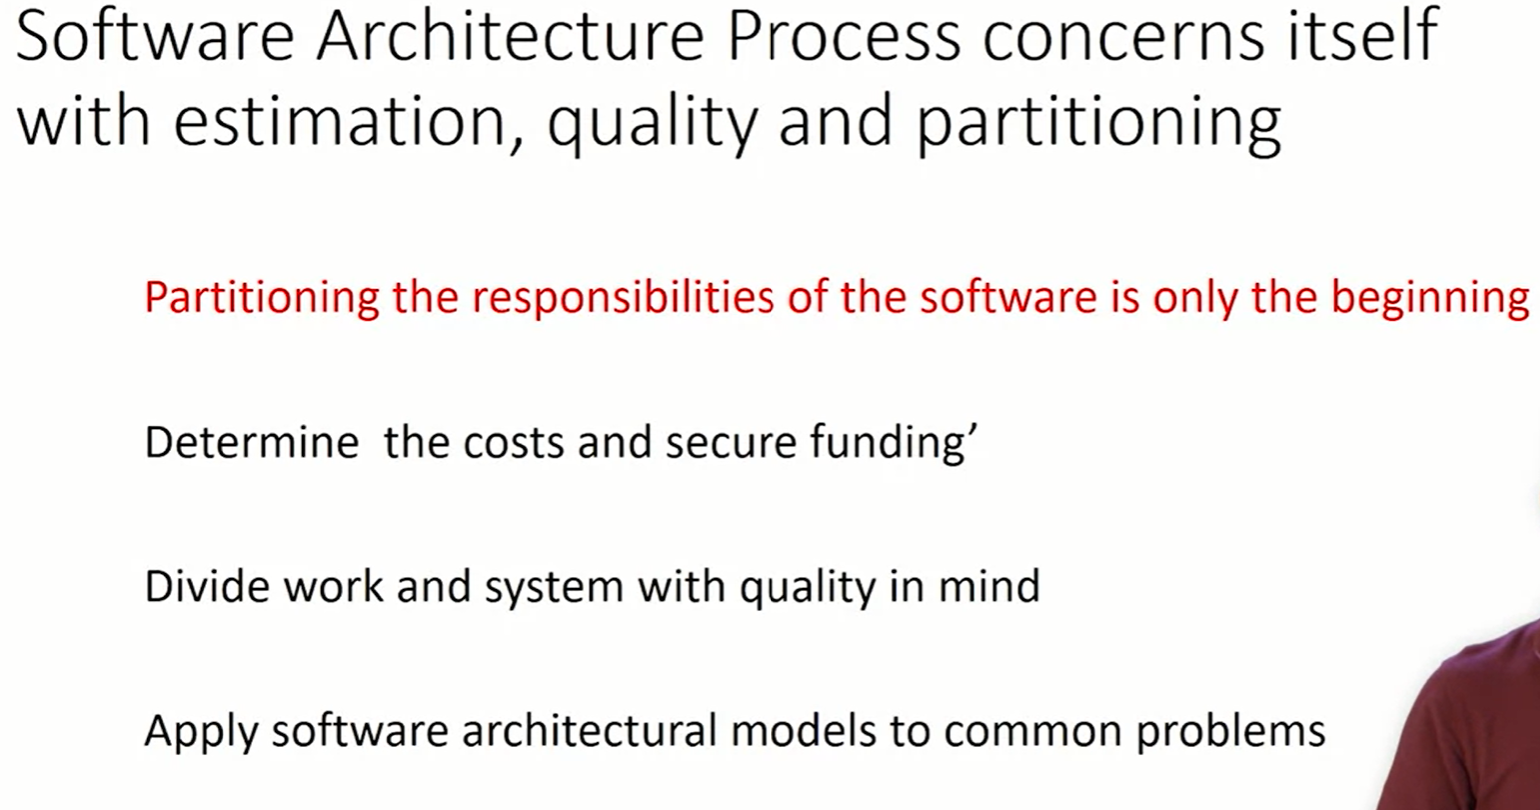 Software Architecture Process concerns itself
with estimation, quality and partitioning
Partitioning the responsibilities of the software is only the beginning
Determine  the costs and secure funding’
Divide work and system with quality in mind
Apply software architectural models to common problems